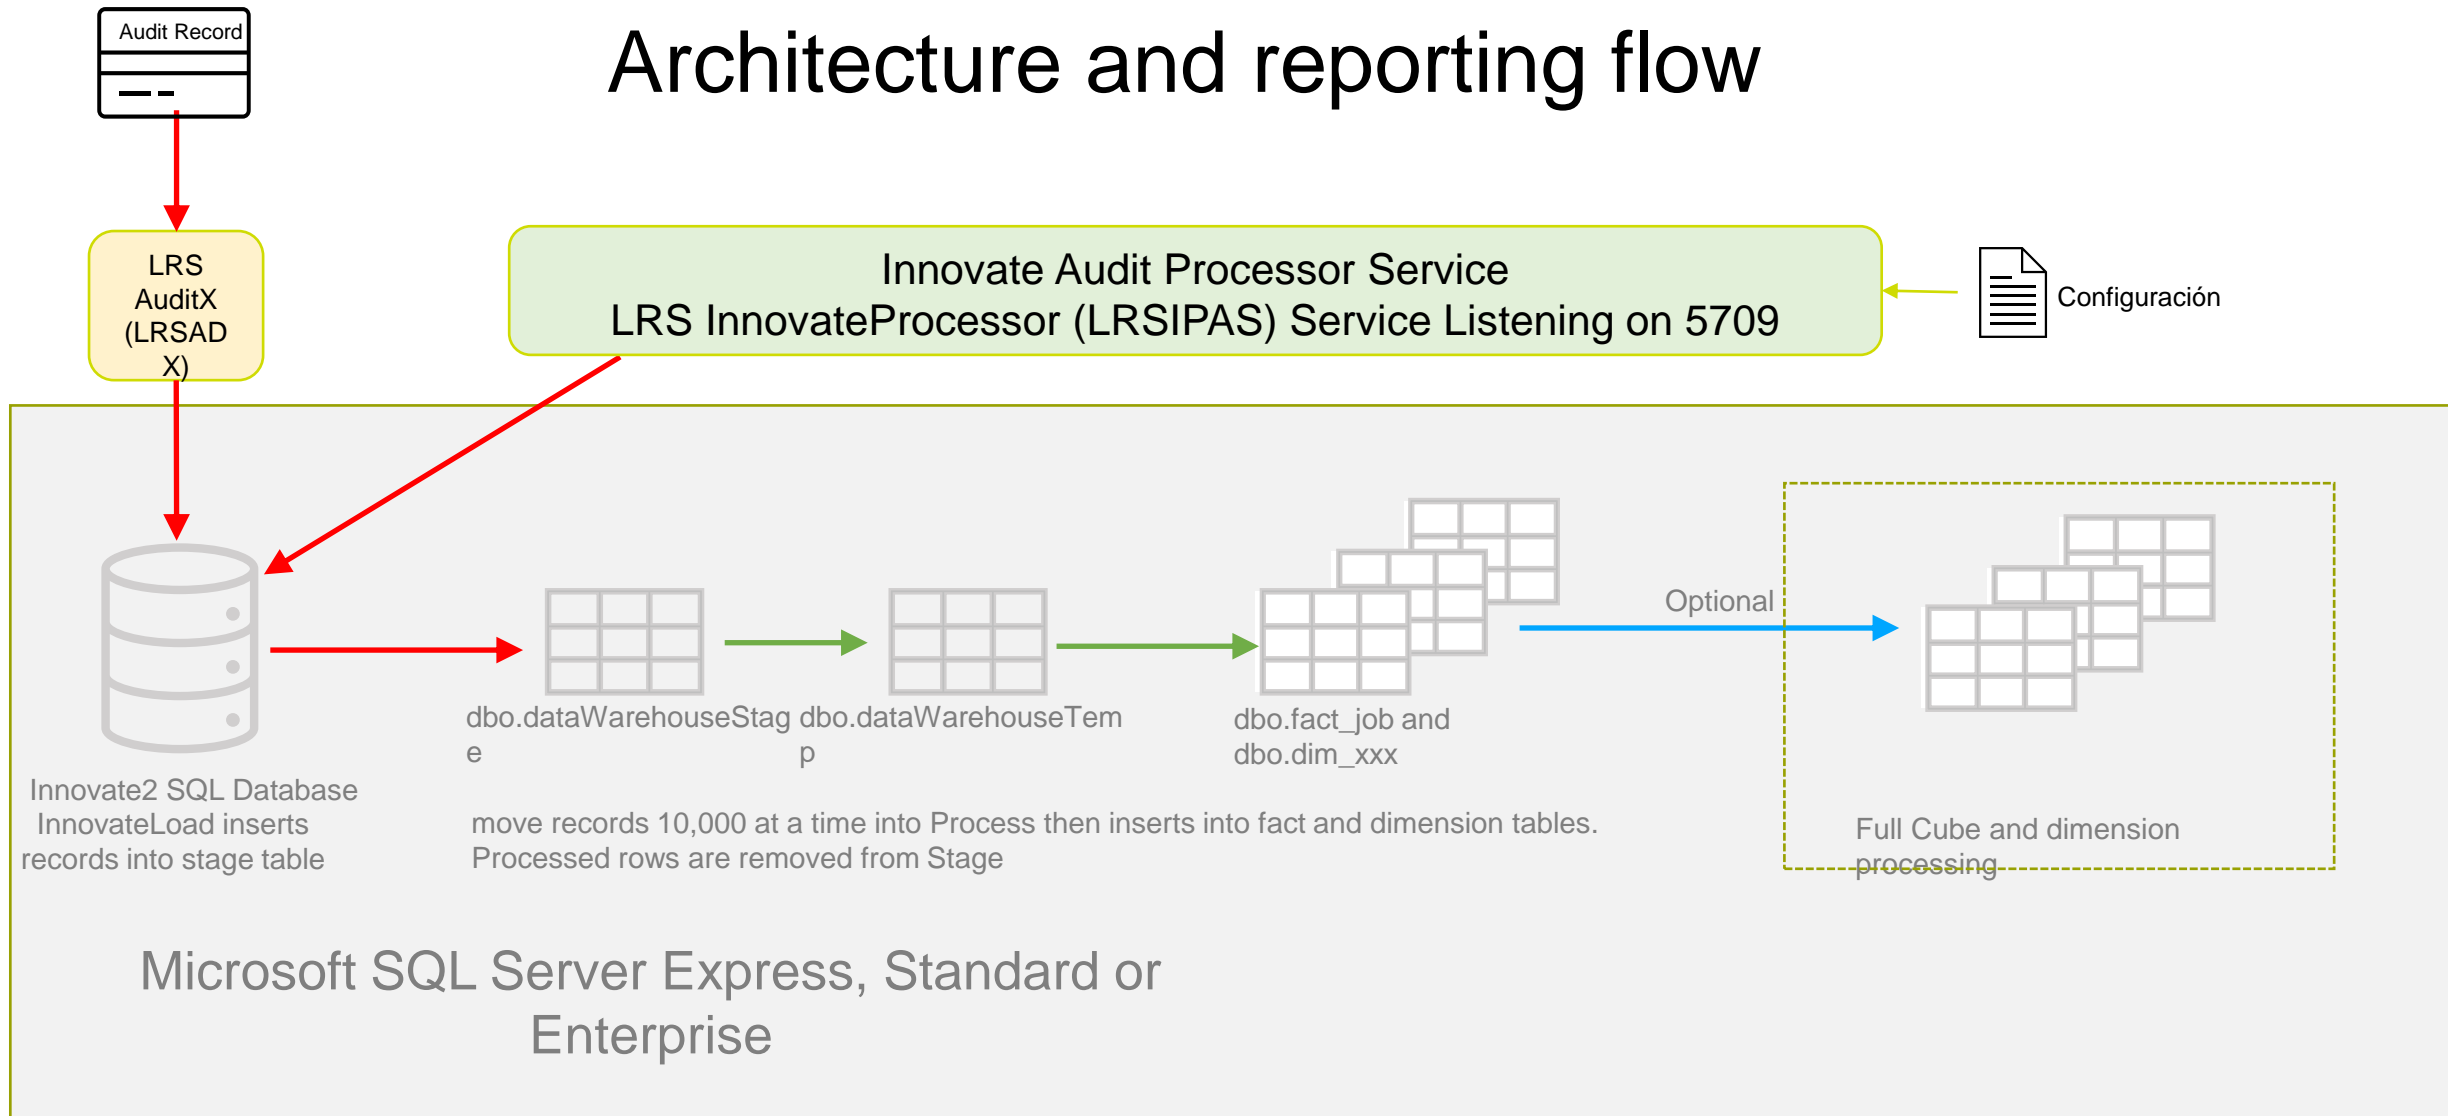 Audit Record
Architecture and reporting flow
LRS
AuditX
(LRSAD
X)
Innovate Audit Processor Service
LRS InnovateProcessor (LRSIPAS) Service Listening on 5709
Configuración
Optional
dbo.dataWarehouseStag
e
dbo.dataWarehouseTem
p
dbo.fact_job and
dbo.dim_xxx
Innovate2 SQL Database
InnovateLoad inserts
records into stage table
move records 10,000 at a time into Process then inserts into fact and dimension tables.
Processed rows are removed from Stage
Full Cube and dimension
processing
Microsoft SQL Server Express, Standard or
Enterprise